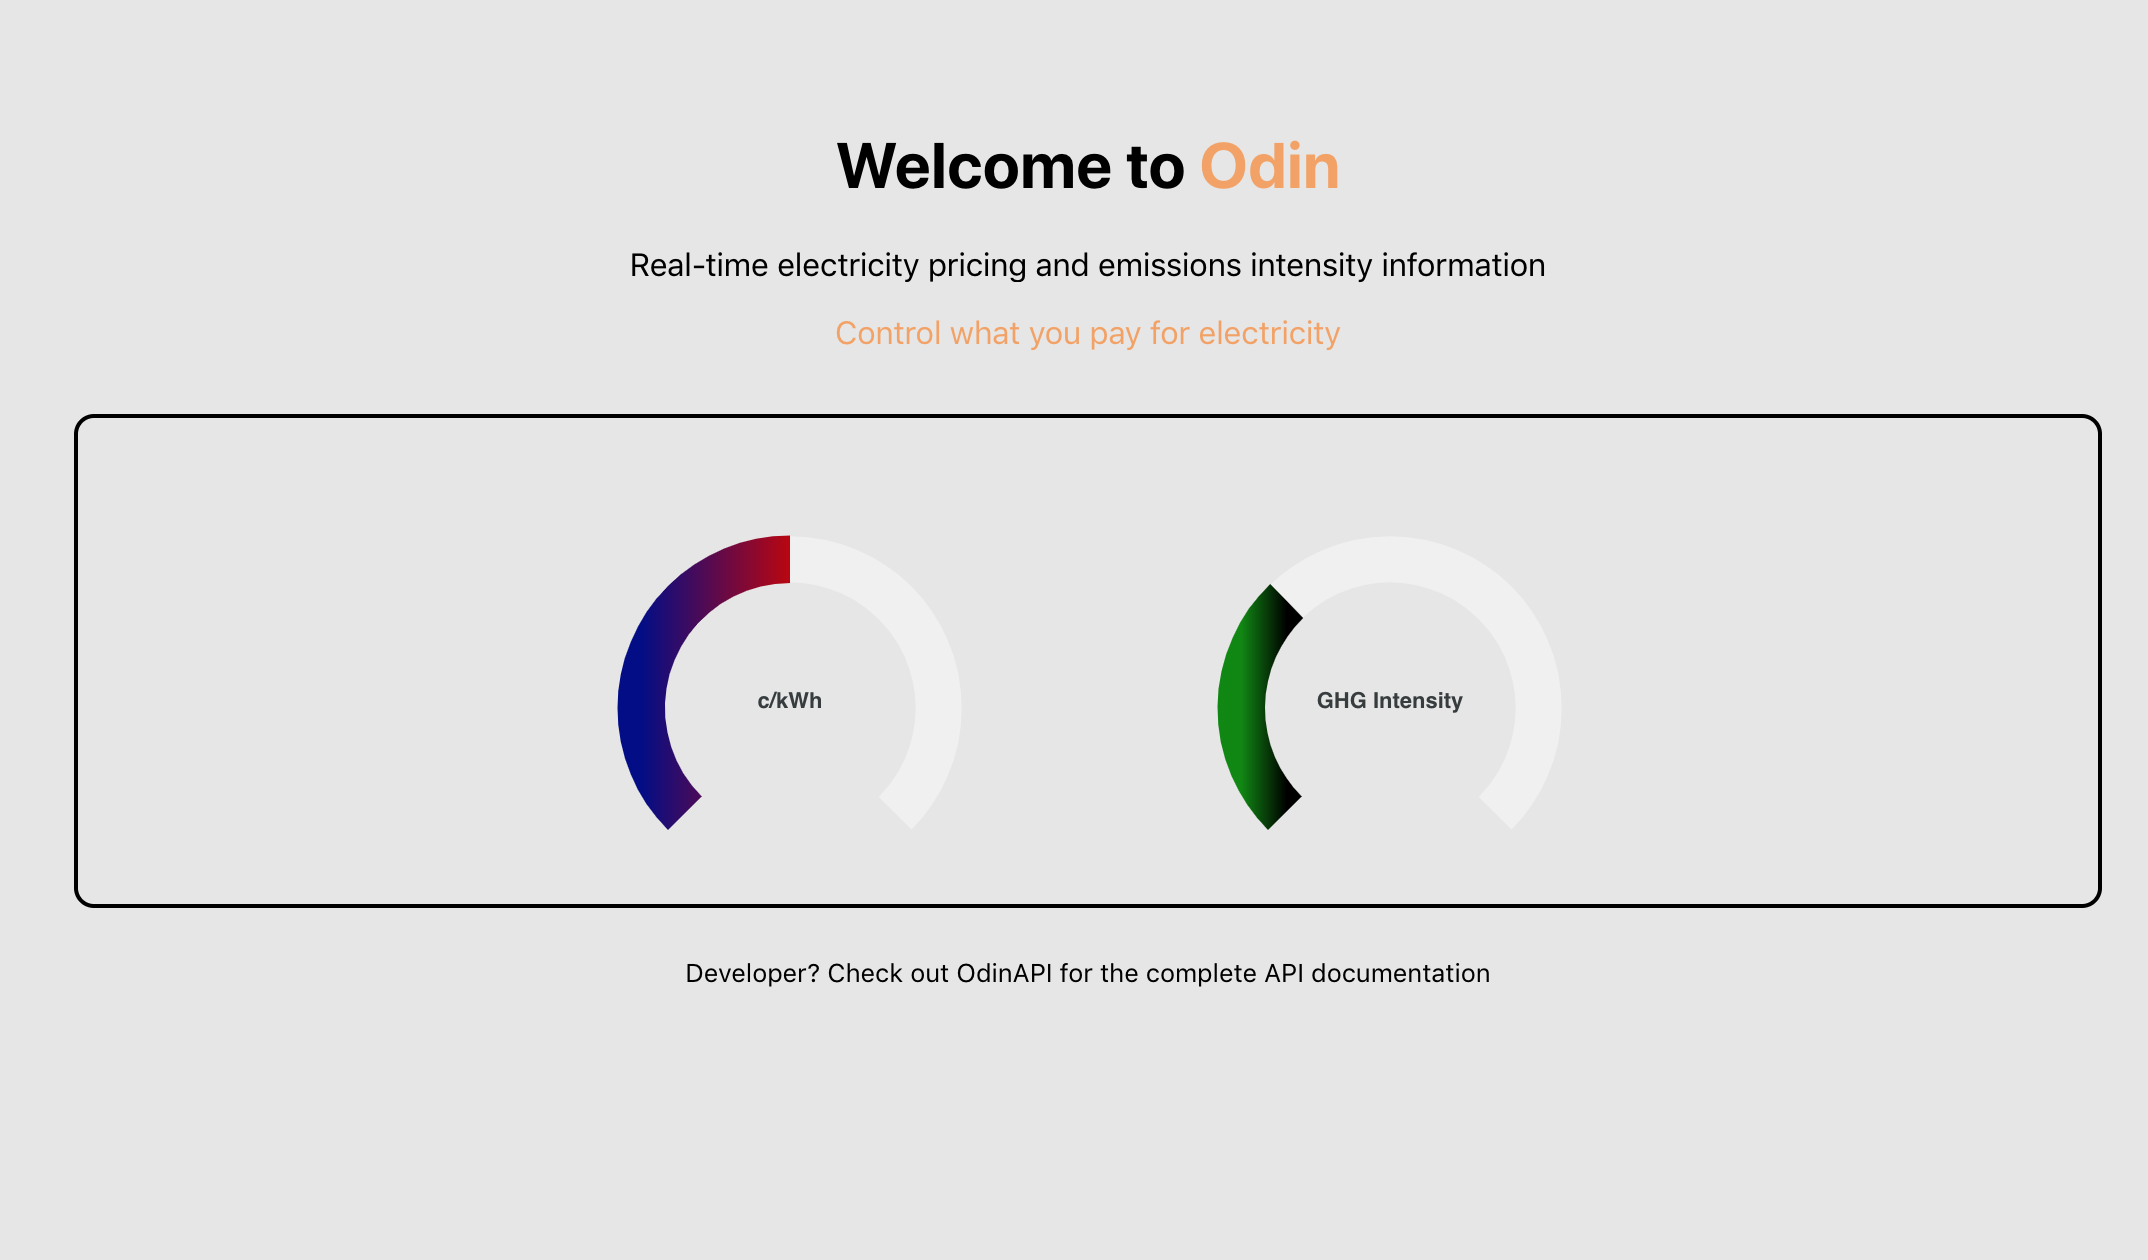 Welcome to Odin
Real-time electricity pricing and emissions intensity information
Control what you pay for electricity
c/kWh
GHG Intensity
Developer? Check out OdinAPI for the complete API documentation